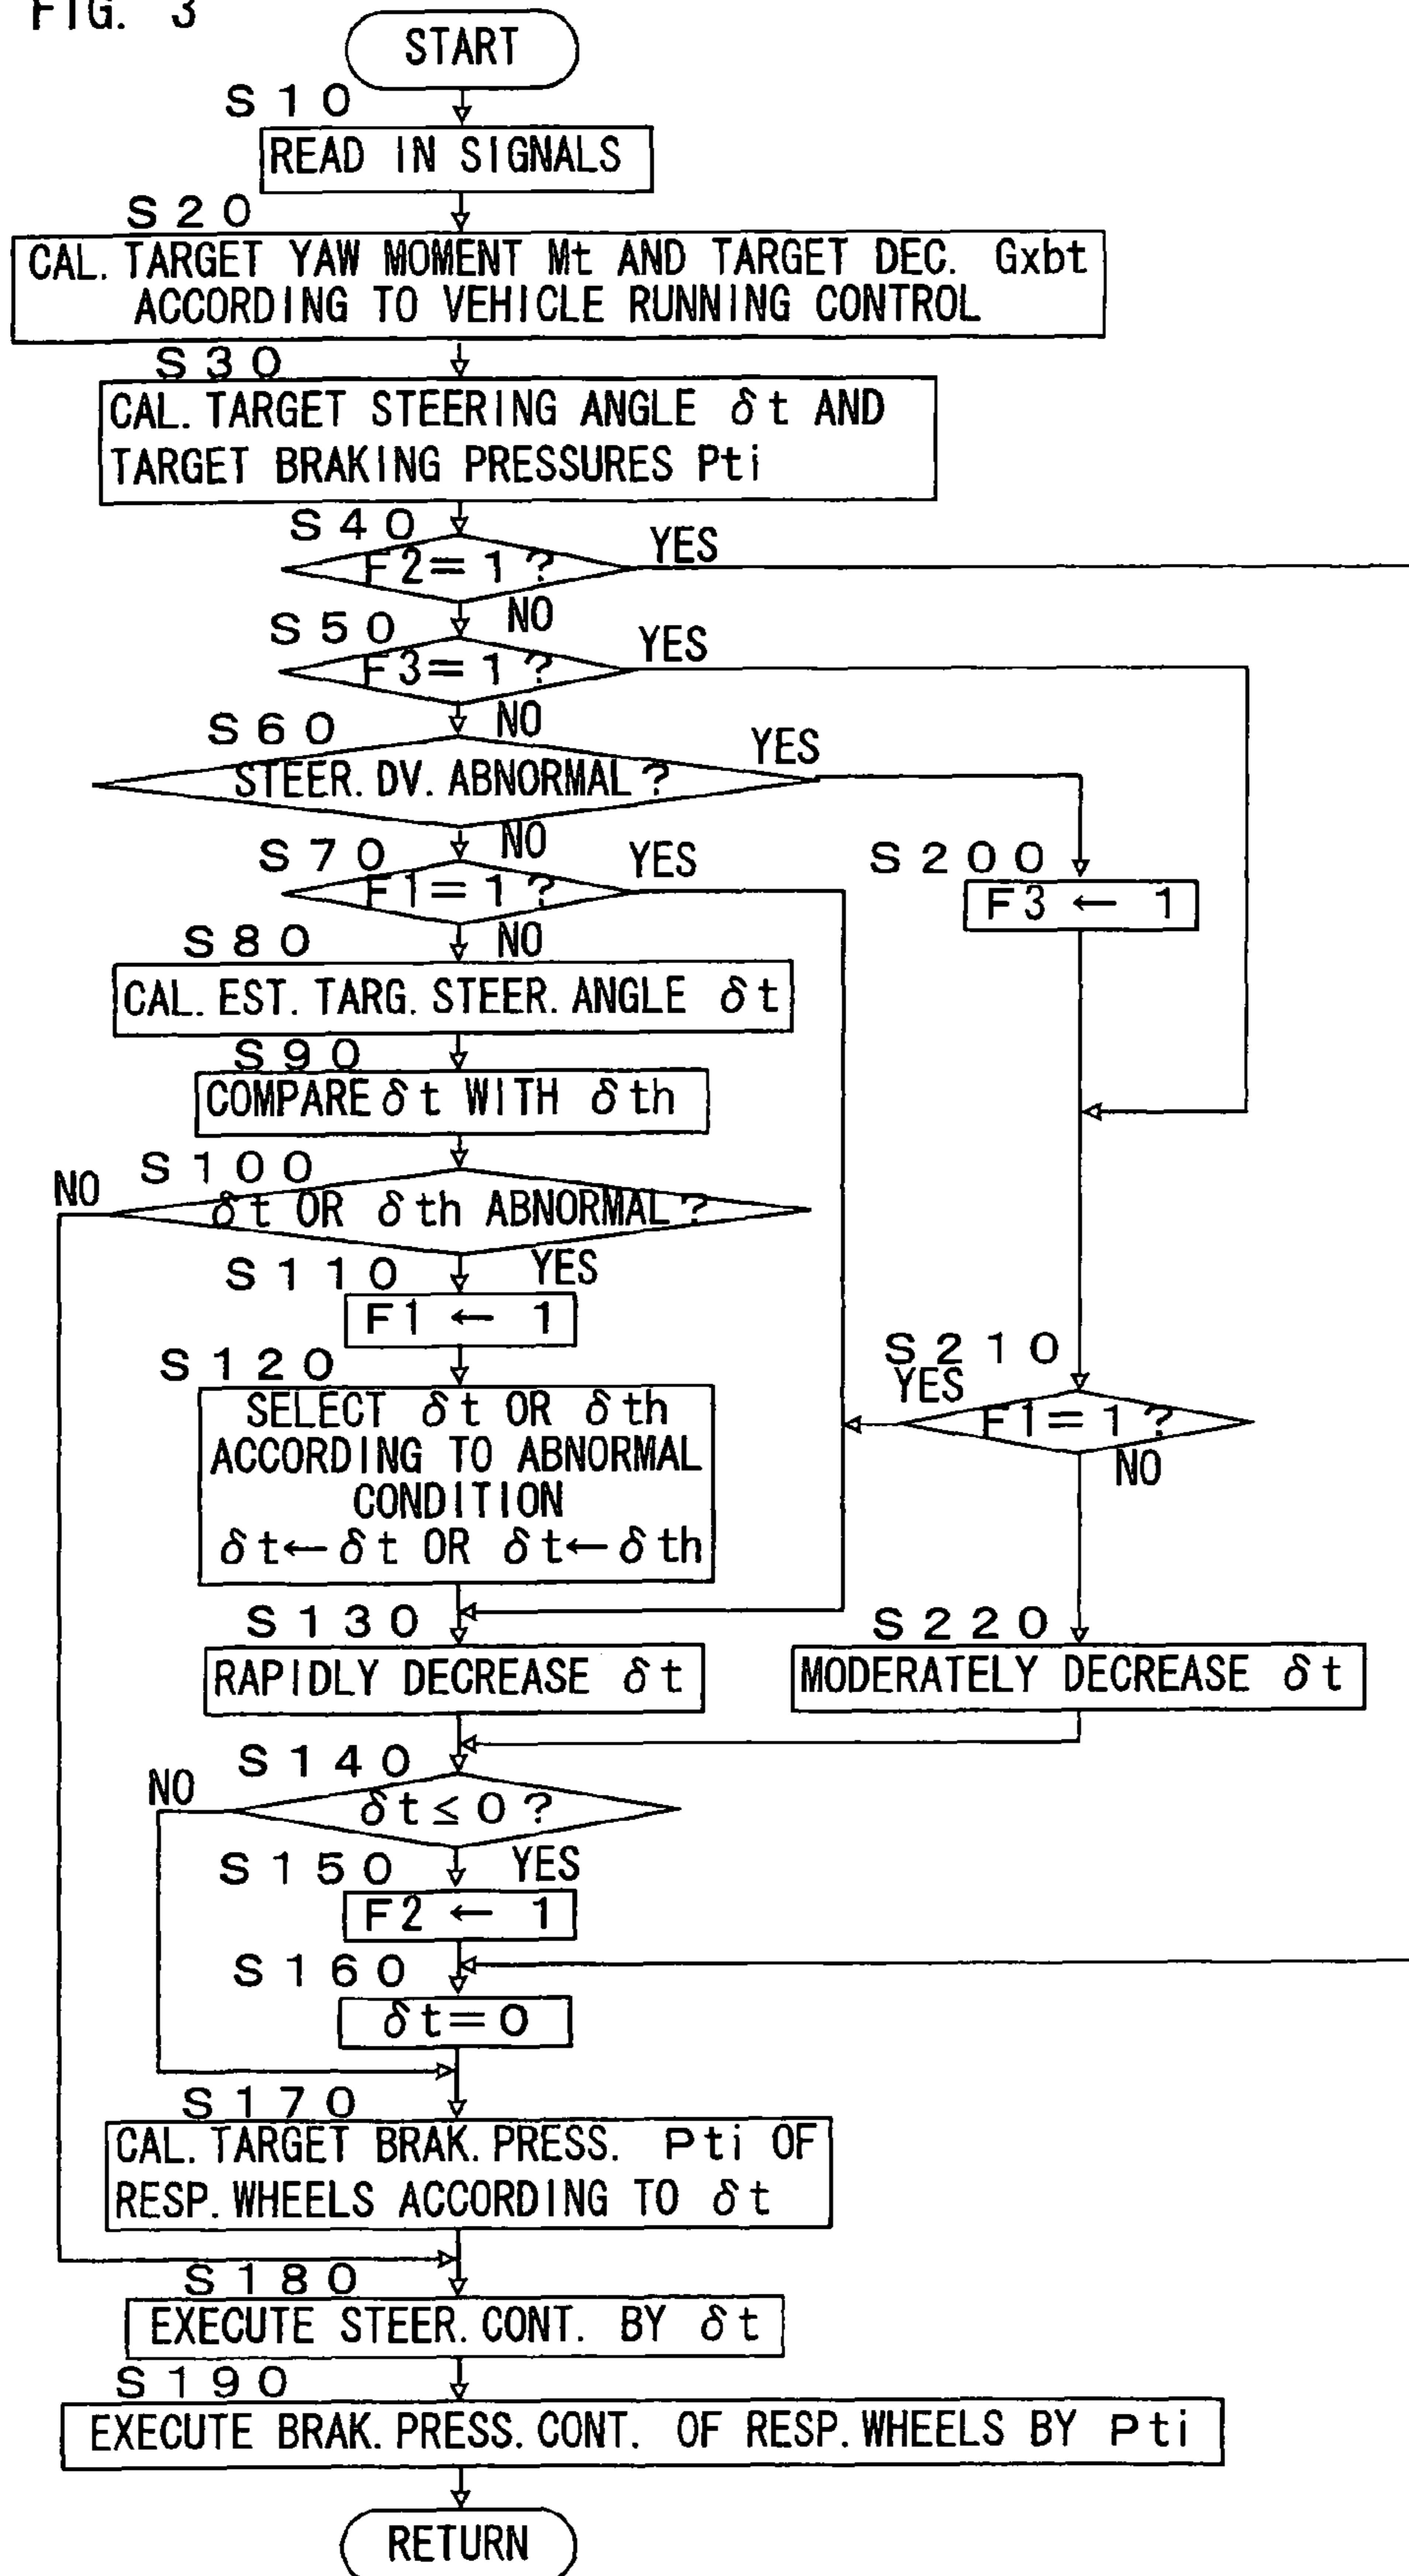 FIG. 3
START
S10
READ IN SIGNALS
S20
CAL. TARGET YAW MOMENT Mt AND TARGET DEC. Gxbt
ACCORDING TO VEHICLE RUNNING CONTROL
S30
CAL. TARGET STEERING ANGLE δt AND
TARGET BRAKING PRESSURES Pti
S40
F2=1?
YES
NO
S50
F3=1?
YES
NO
S60
STEER. DV. ABNORMAL?
YES
NO
S70
F1=1?
YES
NO
S200
F3 ← 1
S80
CAL. EST. TARG. STEER. ANGLE δt
S90
COMPARE δt WITH δth
S100
NO
δt OR δth ABNORMAL?
YES
S110
F1 ← 1
S120
SELECT δt OR δth
ACCORDING TO ABNORMAL
CONDITION
δt←δt OR δt←δth
S210
YES
F1=1?
NO
S130
RAPIDLY DECREASE δt
S220
MODERATELY DECREASE δt
S140
NO
δt≤0?
YES
S150
F2 ← 1
S160
δt=0
S170
CAL. TARGET BRAK. PRESS. Pti OF
RESP. WHEELS ACCORDING TO δt
S180
EXECUTE STEER. CONT. BY δt
S190
EXECUTE BRAK. PRESS. CONT. OF RESP. WHEELS BY Pti
RETURN